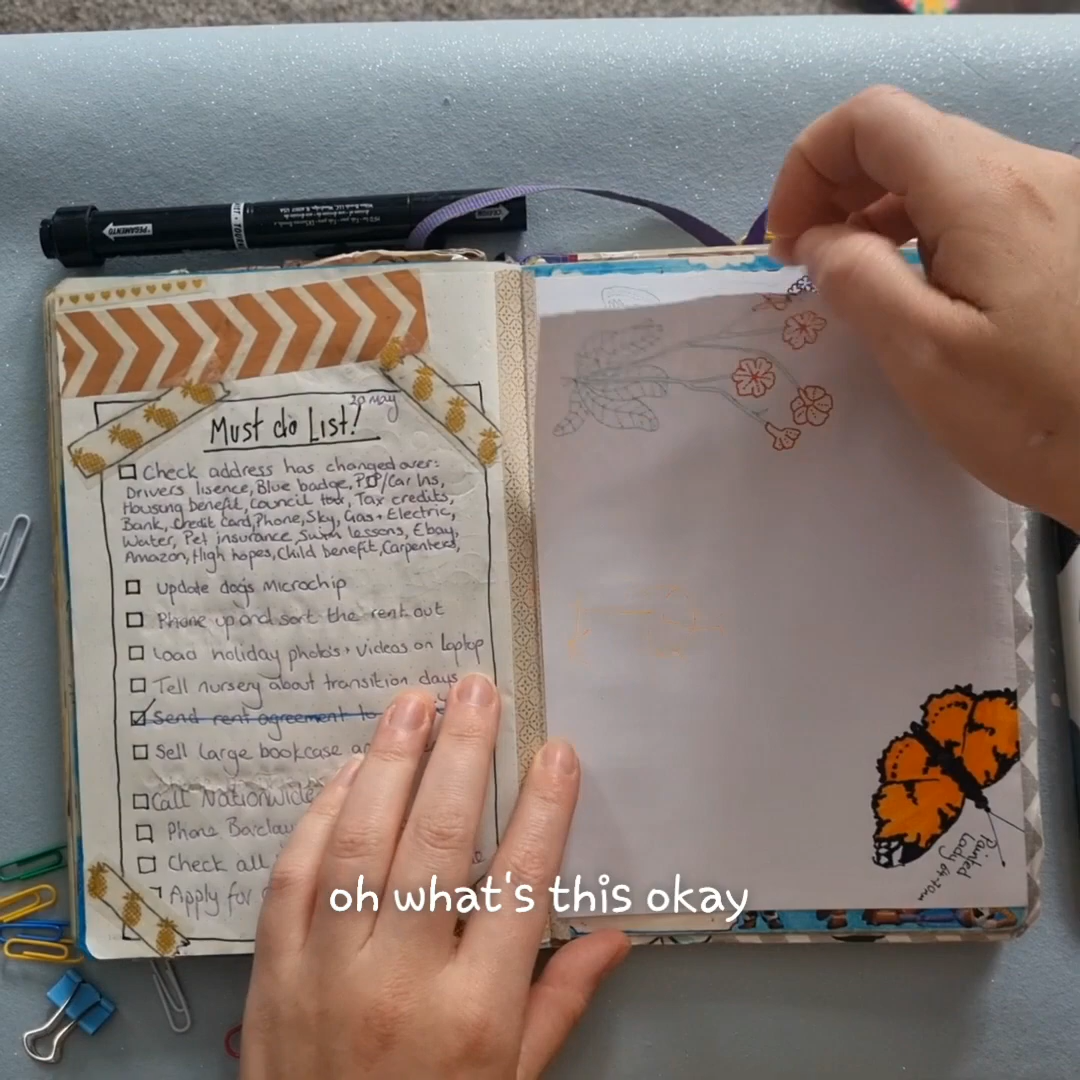 20 May
Must do List!
Check address has changed over:
Drivers lisence, Blue badge, PIP/Car Ins,
Housing benefit, Council tax, Tax credits,
Bank, Credit card, Phone, Sky, Gas + Electric,
Water, Pet insurance, Swim lessons, Ebay,
Amazon, High hopes, Child benefit, Carpenters,
Update dogs microchip
Phone up and sort the rent out
Load holiday photos + videos on laptop
Tell nursery about transition days
Send rent agreement to
Sell large bookcase
Call Nationwide
Phone
Check all
Apply for
Painted
Lady 64-70mm
PEGAMENTO
oh what's this okay